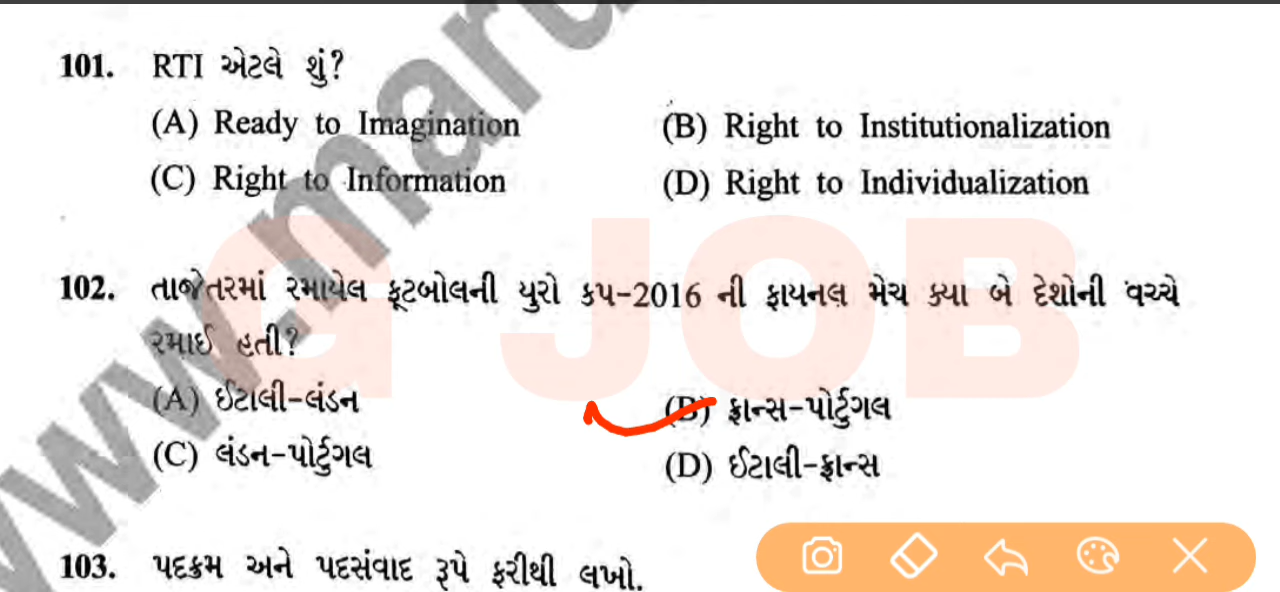 101. RTI એટલે શું?
(A) Ready to Imagination (B) Right to Institutionalization
(C) Right to Information (D) Right to Individualization
102. તાજેતરમાં રમાયેલ ફૂટબોલની યુરો કપ-2016 ની ફાયનલ મેચ ક્યા બે દેશોની વચ્ચે
રમાઈ હતી?
(A) ઈટાલી-લંડન (B) ફ્રાન્સ-પોર્ટુગલ
(C) લંડન-પોર્ટુગલ (D) ઈટાલી-ફ્રાન્સ
103. પદક્રમ અને પદસંવાદ રૂપે ફરીથી લખો.
G JOB